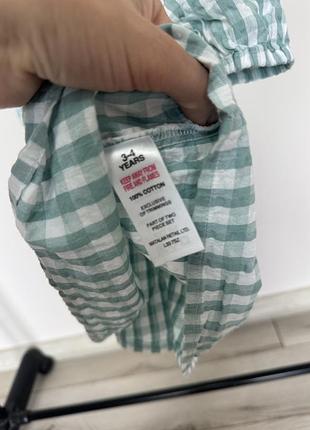 3-4
YEARS
KEEP AWAY FROM
FIRE AND FLAMES
100% COTTON
EXCLUSIVE
OF TRIMMINGS
PART OF TWO
PIECE SET
MATALAN RETAIL LTD.
L33 7SZ